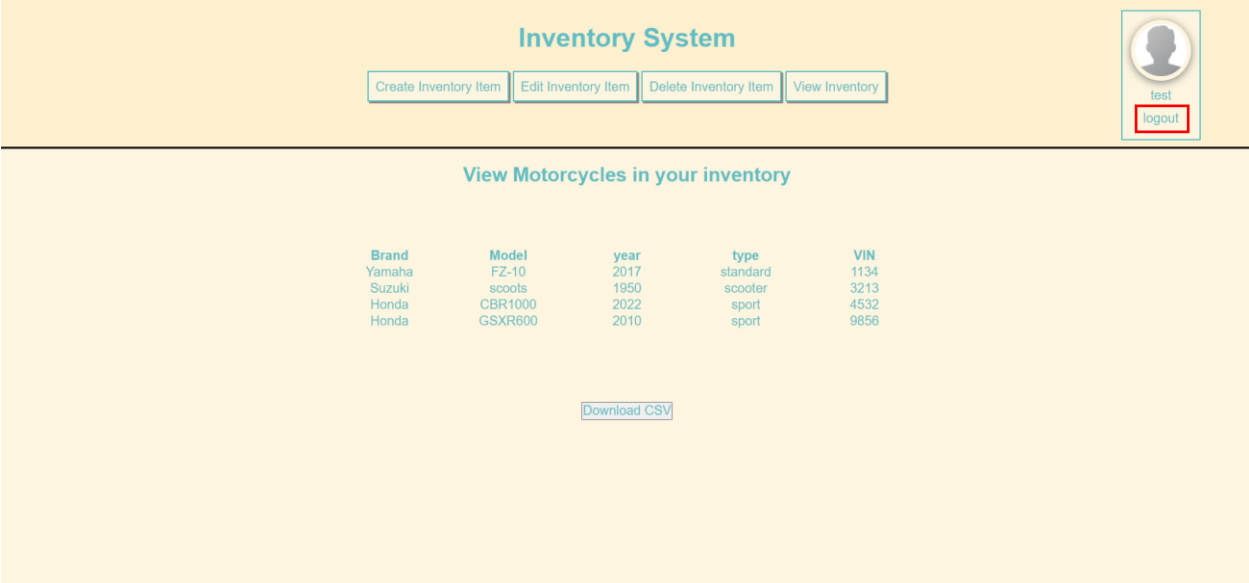 Inventory System
Create Inventory Item Edit Inventory Item Delete Inventory Item View Inventory
test
logout
View Motorcycles in your inventory
Brand Model year type VIN
Yamaha FZ-10 2017 standard 1134
Suzuki scoots 1950 scooter 3213
Honda CBR1000 2022 sport 4532
Honda GSXR600 2010 sport 9856
Download CSV